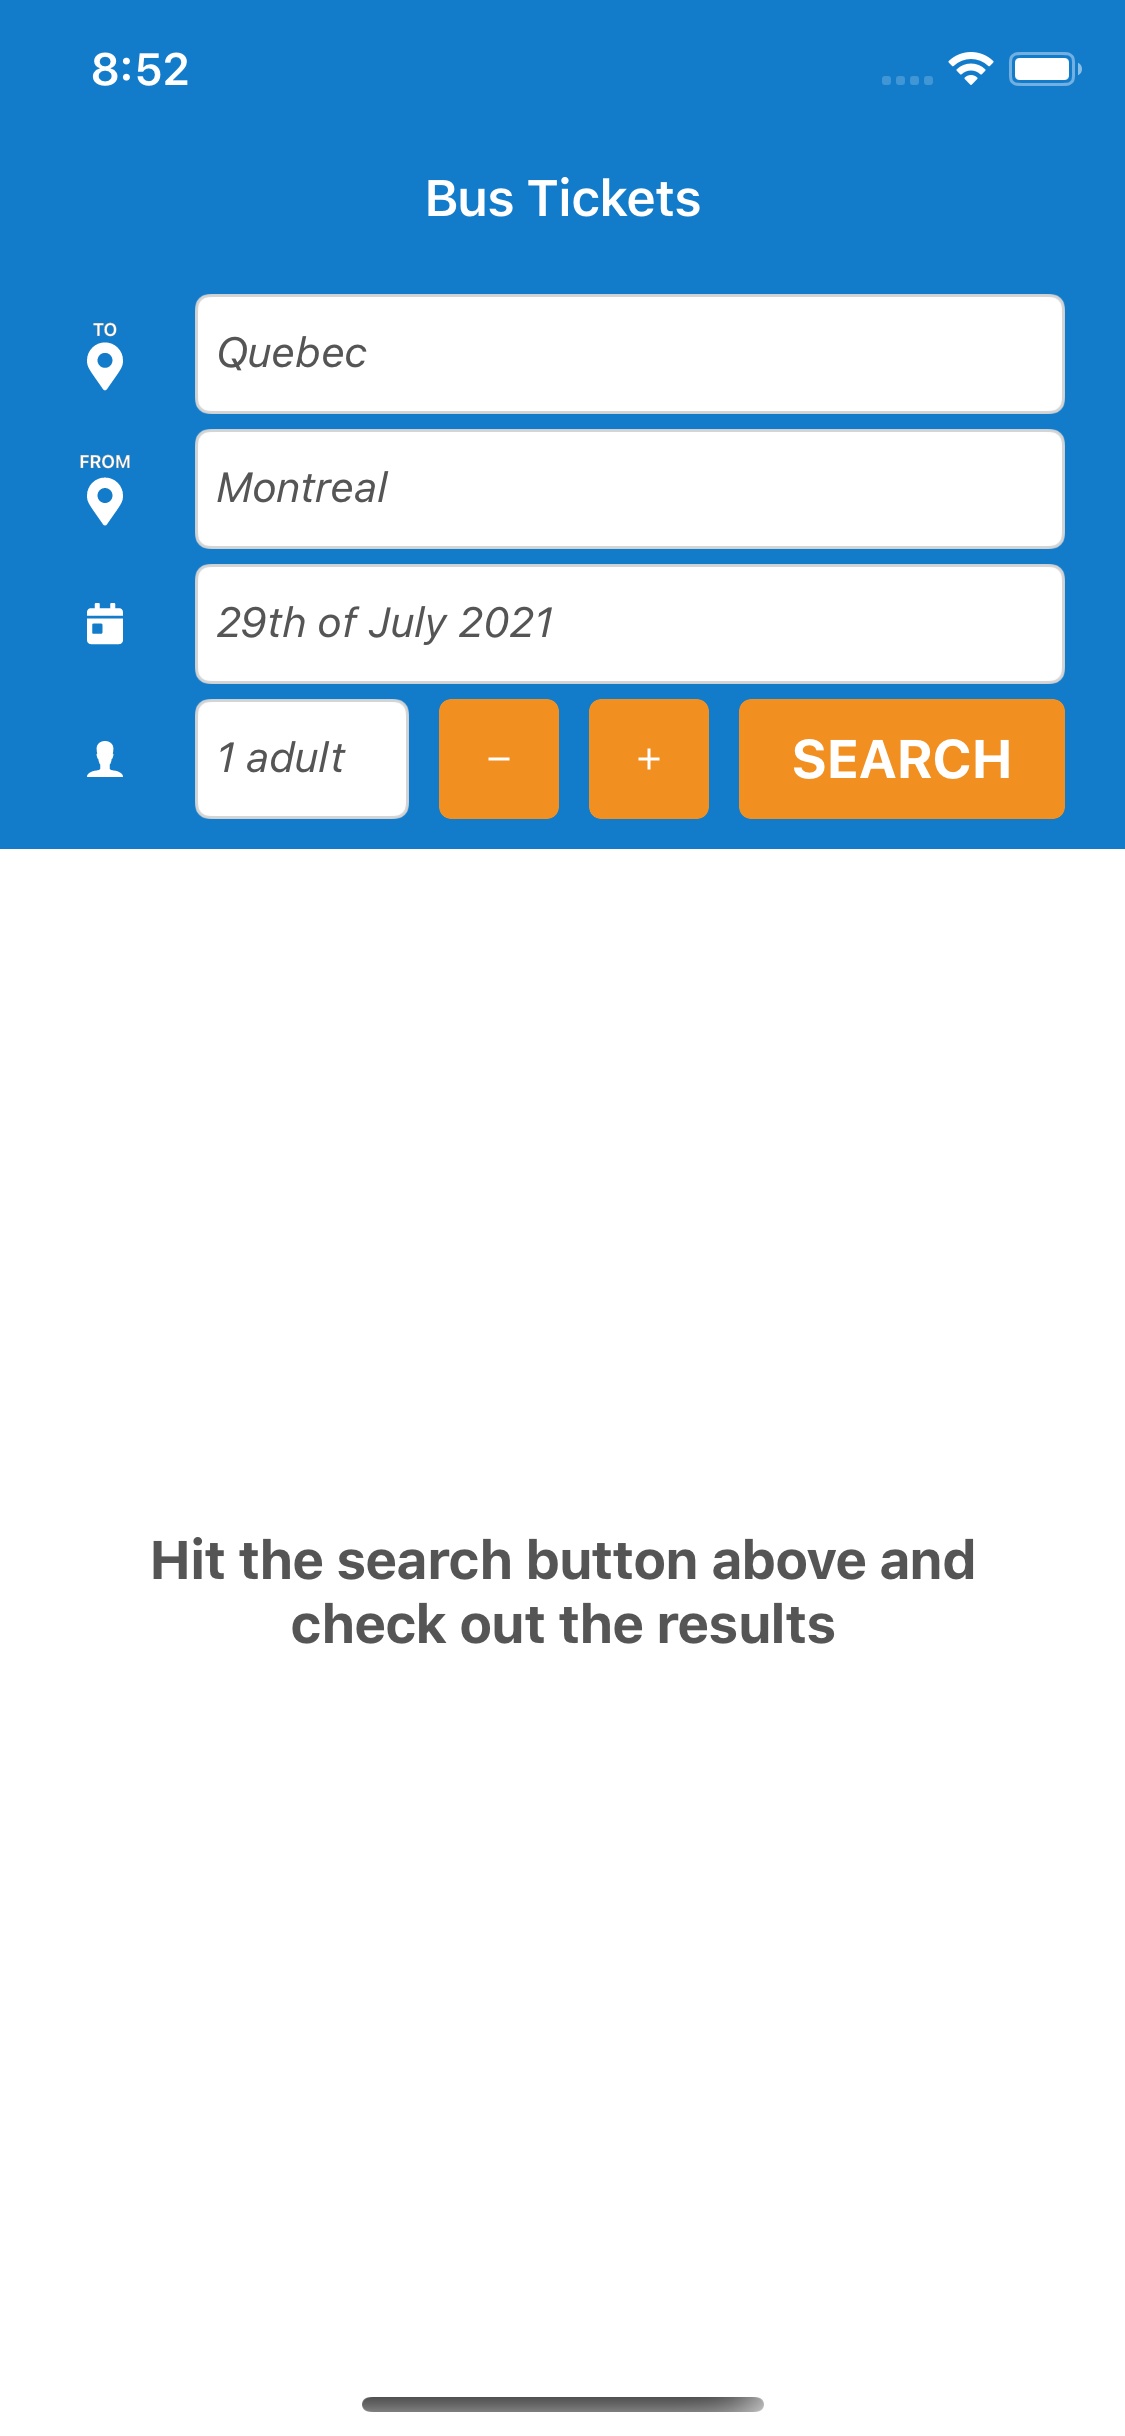 8:52
Bus Tickets
TO
Quebec
FROM
Montreal
29th of July 2021
1 adult
−
+
SEARCH
Hit the search button above and
check out the results